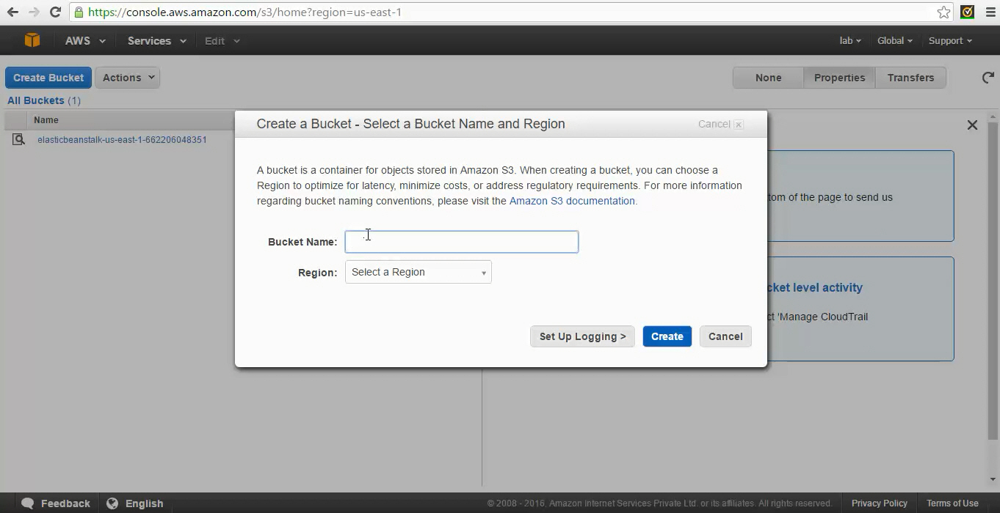 https://console.aws.amazon.com/s3/home?region=us-east-1
AWS Services Edit lab Global Support
Create Bucket Actions None Properties Transfers
All Buckets (1)
Name
elasticbeanstalk-us-east-1-662206048351
Create a Bucket - Select a Bucket Name and Region Cancel
A bucket is a container for objects stored in Amazon S3. When creating a bucket, you can choose a
Region to optimize for latency, minimize costs, or address regulatory requirements. For more information
regarding bucket naming conventions, please visit the Amazon S3 documentation.
Bucket Name:
Region: Select a Region
Set Up Logging > Create Cancel
tom of the page to send us
cket level activity
ct 'Manage CloudTrail
Feedback English © 2008 - 2016, Amazon Internet Services Private Ltd. or its affiliates. All rights reserved. Privacy Policy Terms of Use